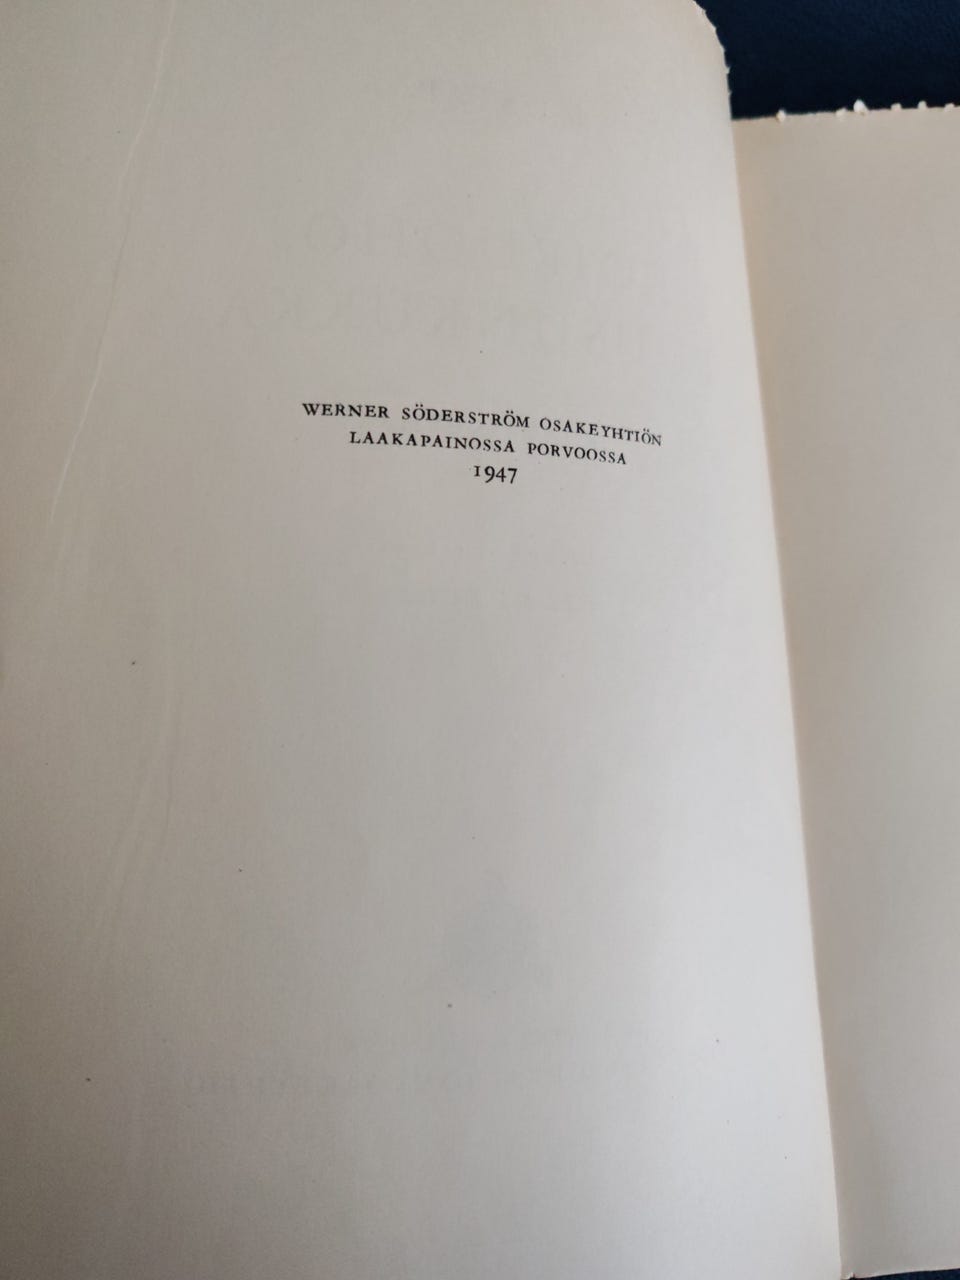 WERNER SÖDERSTRÖM OSAKEYHTIÖN
LAAKAPAINOSSA PORVOOSSA
1947